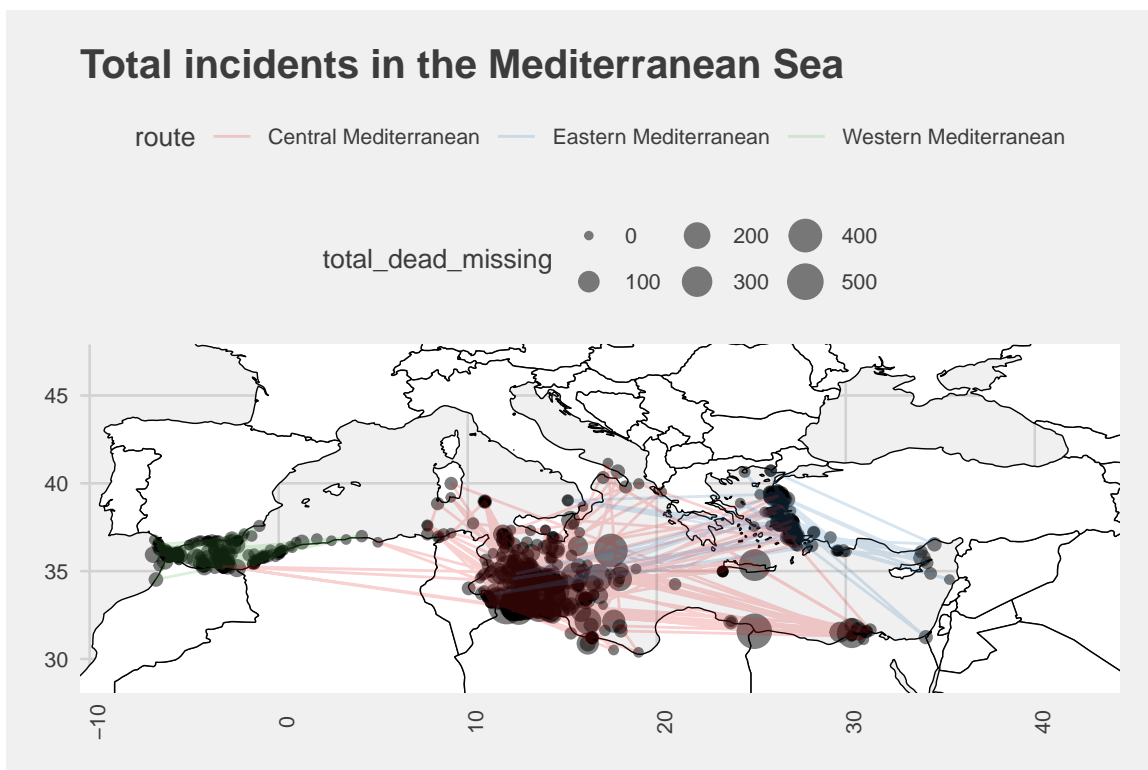 Total incidents in the Mediterranean Sea
route Central Mediterranean Eastern Mediterranean Western Mediterranean
0 200 400
total_dead_missing
100 300 500
45
40
35
30
−10 0 10 20 30 40